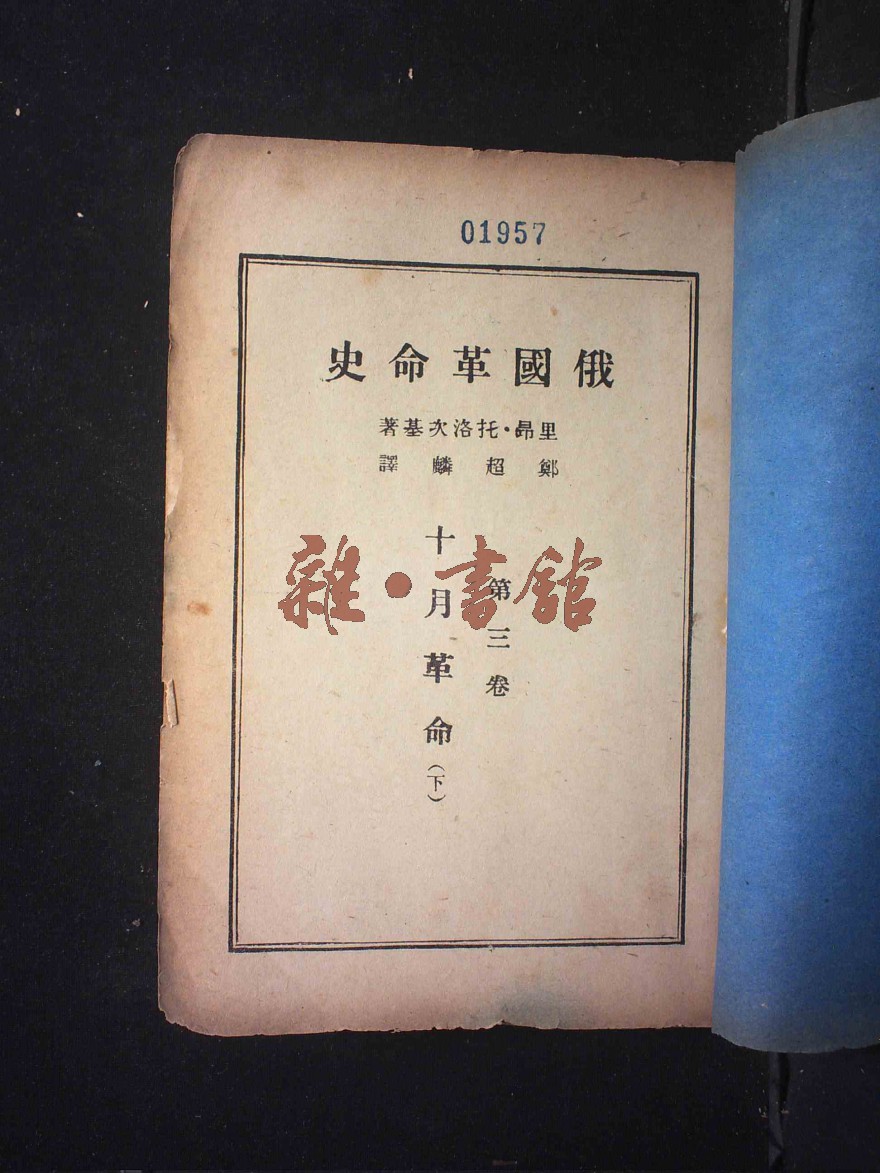 01957
俄國革命史
里昂·托洛次基著
鄭超麟譯
第三卷
十月革命(下)
雜·書館